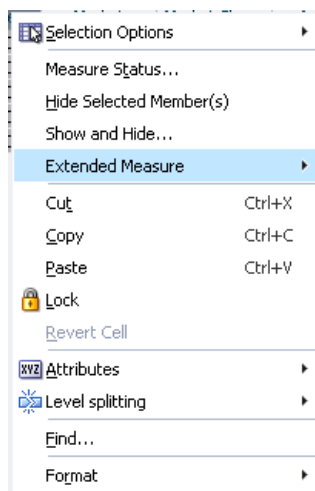 Selection Options
Measure Status...
Hide Selected Member(s)
Show and Hide...
Extended Measure
Cut Ctrl+X
Copy Ctrl+C
Paste Ctrl+V
Lock
Revert Cell
XYZ Attributes
Level splitting
Find...
Format